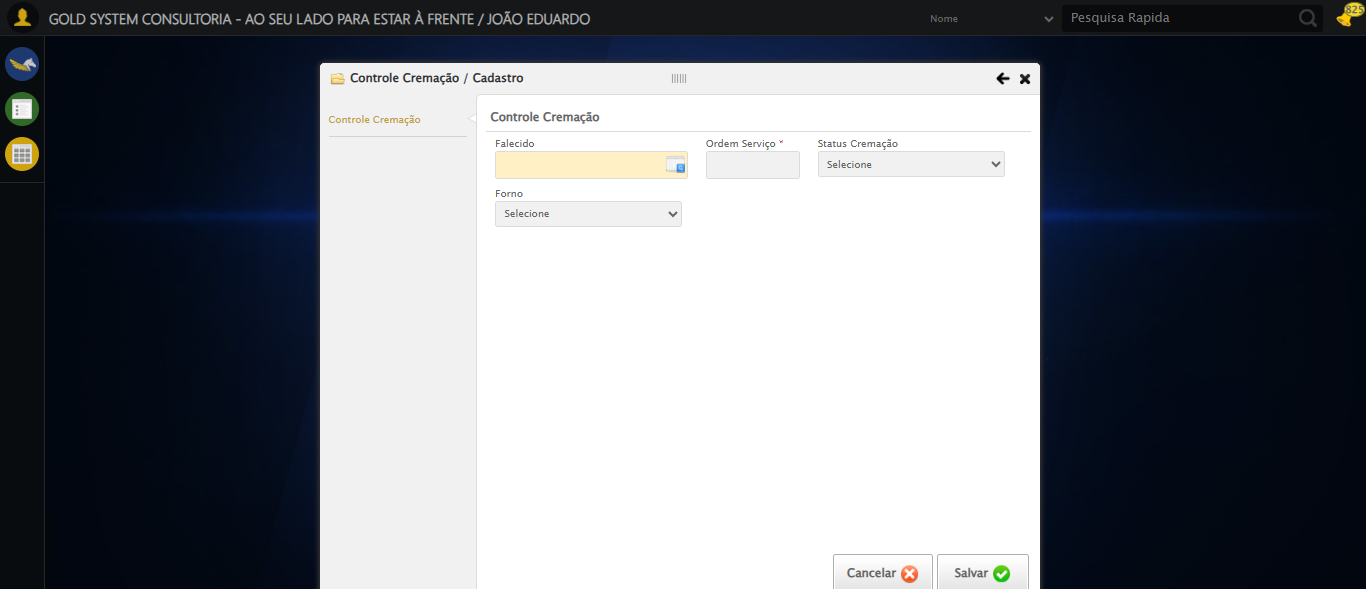 GOLD SYSTEM CONSULTORIA - AO SEU LADO PARA ESTAR À FRENTE / JOÃO EDUARDO
Nome
Pesquisa Rapida
825
Controle Cremação / Cadastro
Controle Cremação
Controle Cremação
Falecido
Ordem Serviço *
Status Cremação
Selecione
Forno
Selecione
Cancelar
Salvar